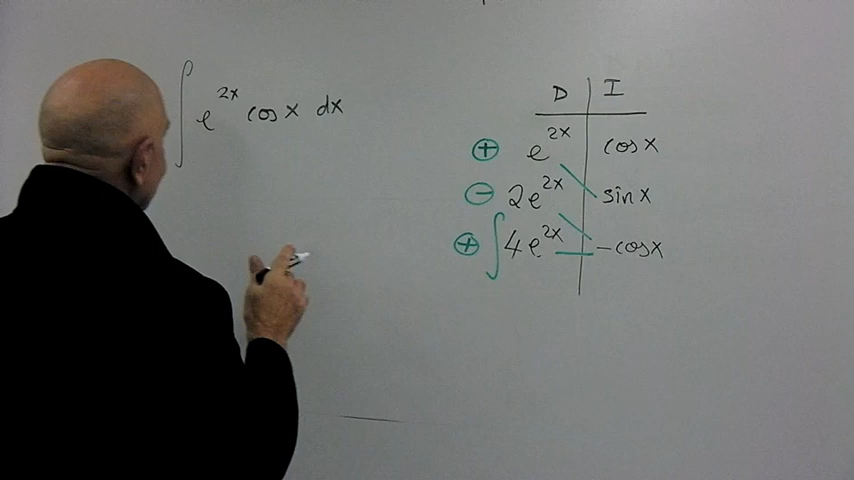 ∫ e^{2x} cos x dx
D | I
⊕ e^{2x} cos x
⊖ 2e^{2x} sin x
⊕ ∫ 4e^{2x} -cos x